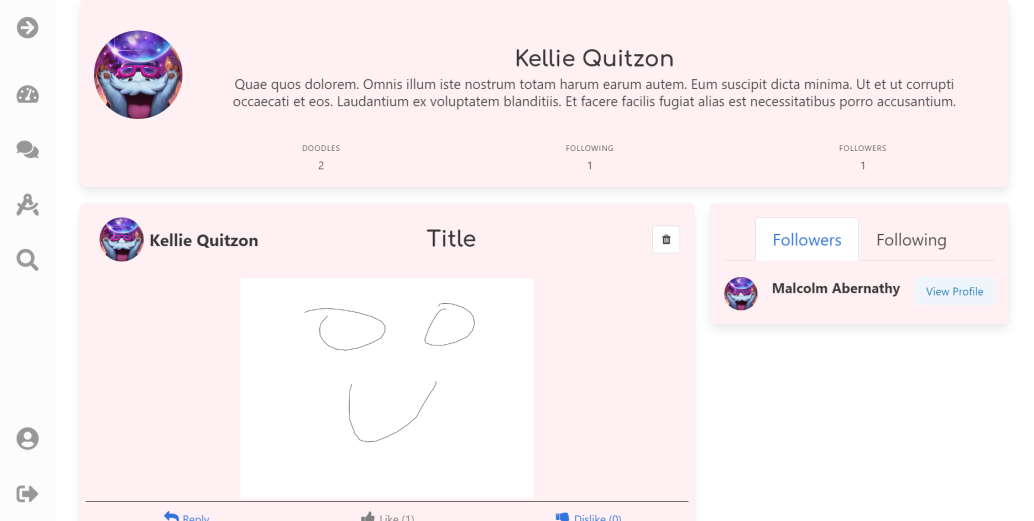 Kellie Quitzon
Quae quos dolorem. Omnis illum iste nostrum totam harum earum autem. Eum suscipit dicta minima. Ut et ut corrupti
occaecati et eos. Laudantium ex voluptatem blanditiis. Et facere facilis fugiat alias est necessitatibus porro accusantium.
DOODLES FOLLOWING FOLLOWERS
2 1 1
Kellie Quitzon Title
Followers Following
Malcolm Abernathy View Profile
Reply Like (1) Dislike (0)